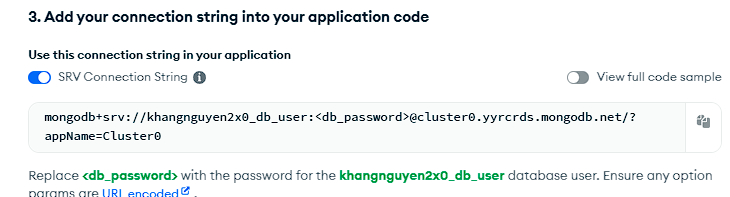 3. Add your connection string into your application code
Use this connection string in your application
SRV Connection String
View full code sample
mongodb+srv://khangnguyen2x0_db_user:<db_password>@cluster0.yyrcrds.mongodb.net/?
appName=Cluster0
Replace <db_password> with the password for the khangnguyen2x0_db_user database user. Ensure any option
params are URL encoded.